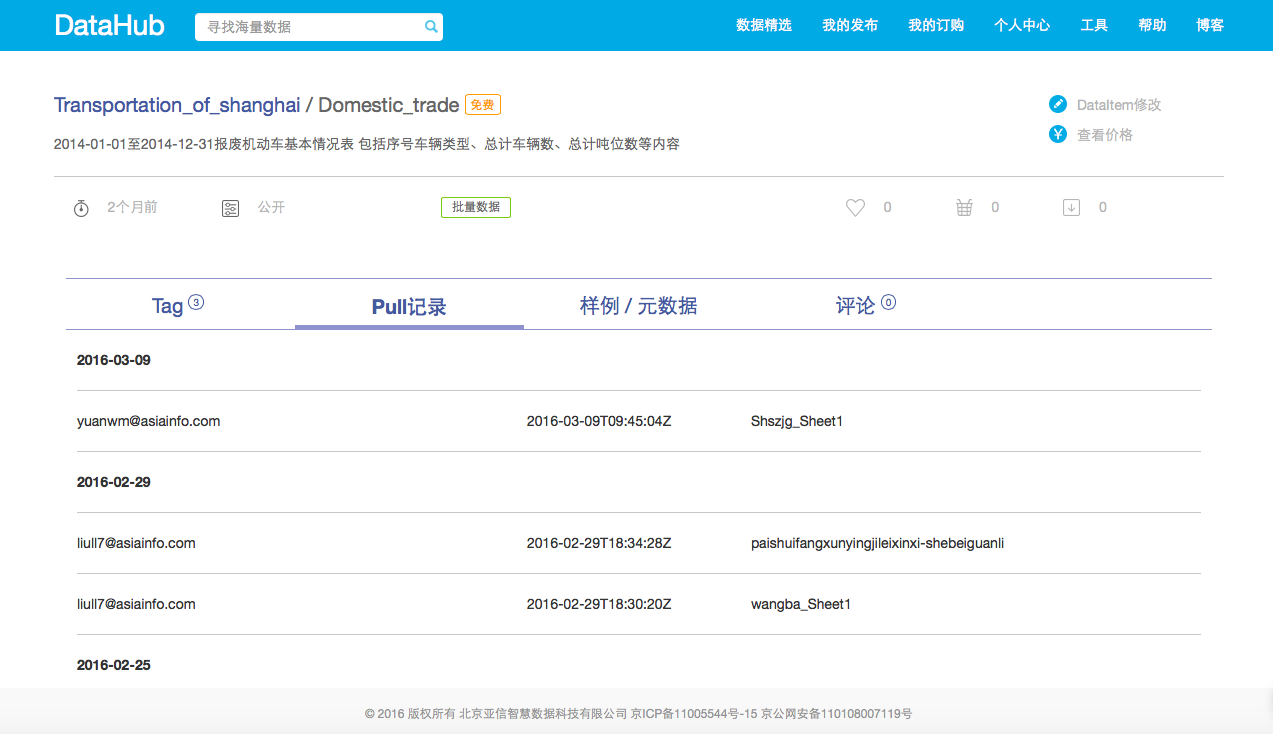 DataHub 寻找海量数据 数据精选 我的发布 我的订购 个人中心 工具 帮助 博客
Transportation_of_shanghai / Domestic_trade 免费
DataItem修改
2014-01-01至2014-12-31报废机动车基本情况表 包括序号车辆类型、总计车辆数、总计吨位数等内容
¥ 查看价格
2个月前 公开 批量数据 0 0 0
Tag 3 Pull记录 样例 / 元数据 评论 0
2016-03-09
yuanwm@asiainfo.com 2016-03-09T09:45:04Z Shszjg_Sheet1
2016-02-29
liull7@asiainfo.com 2016-02-29T18:34:28Z paishuifangxunyingjileixinxi-shebeiguanli
liull7@asiainfo.com 2016-02-29T18:30:20Z wangba_Sheet1
2016-02-25
© 2016 版权所有 北京亚信智慧数据科技有限公司 京ICP备11005544号-15 京公网安备110108007119号